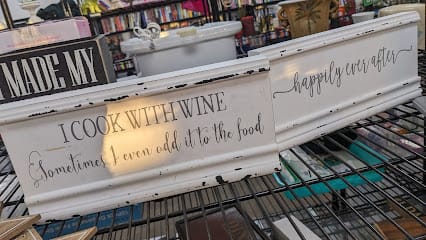 I MADE MY
I COOK WITH WINE
Sometimes I even add it to the food
happily ever after